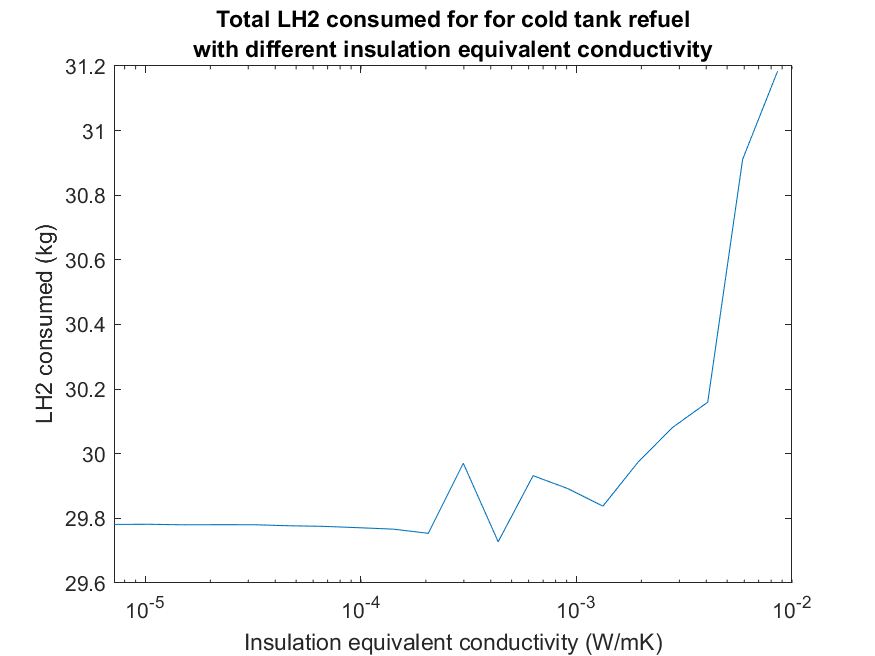 Total LH2 consumed for for cold tank refuel
with different insulation equivalent conductivity
31.2
31
30.8
30.6
30.4
30.2
30
29.8
29.6
LH2 consumed (kg)
10^-5 10^-4 10^-3 10^-2
Insulation equivalent conductivity (W/mK)